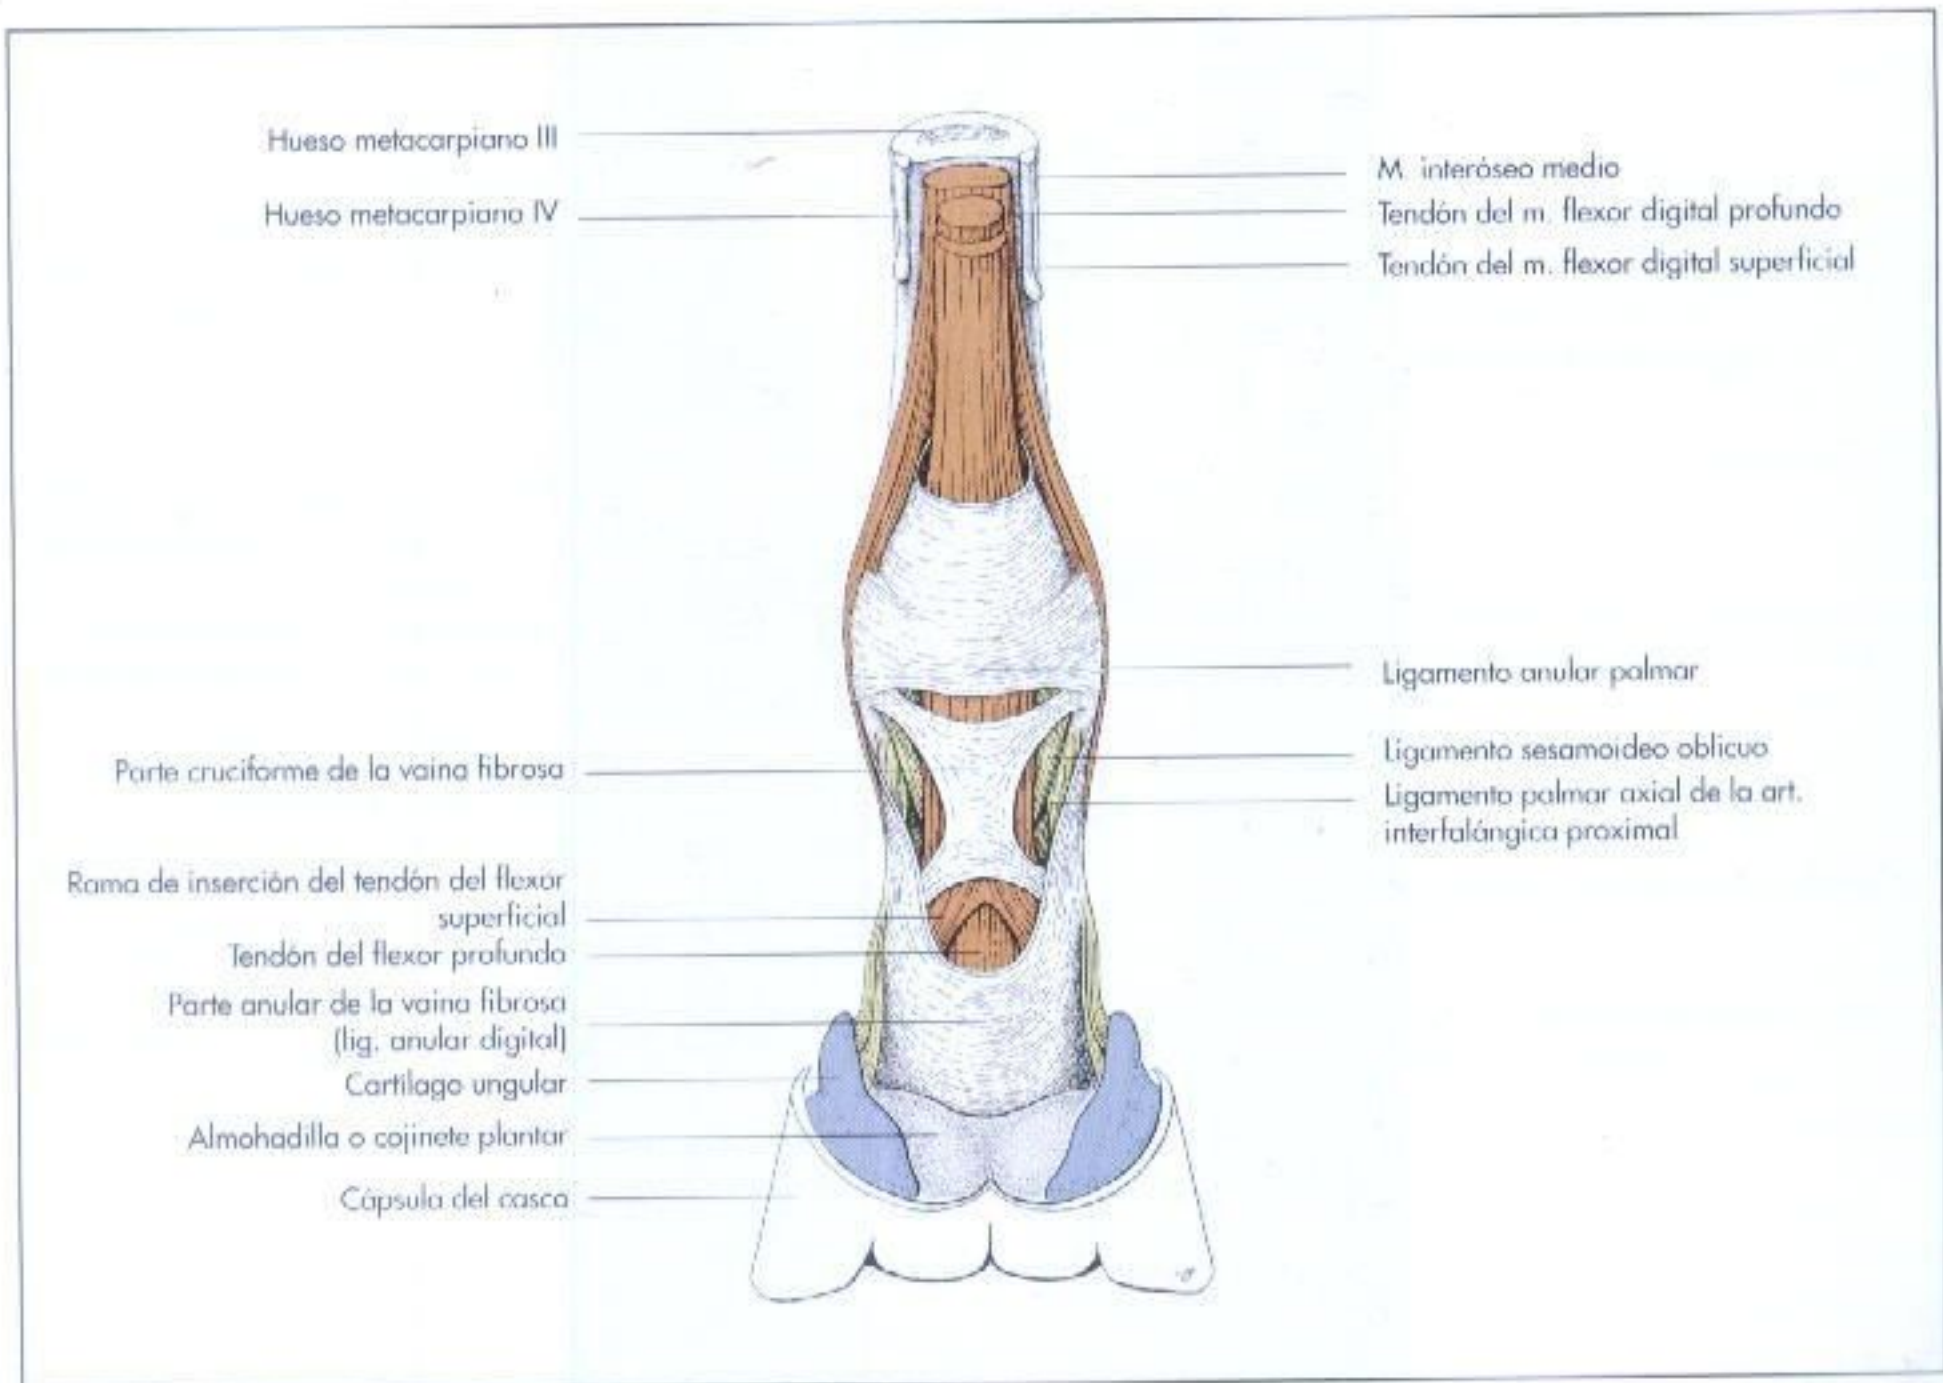 Hueso metacarpiano III
Hueso metacarpiano IV
Parte cruciforme de la vaina fibrosa
Rama de inserción del tendón del flexor
superficial
Tendón del flexor profundo
Parte anular de la vaina fibrosa
(lig. anular digital)
Cartílago ungular
Almohadilla o cojinete plantar
Cápsula del casco
M interóseo medio
Tendón del m. flexor digital profundo
Tendón del m. flexor digital superficial
Ligamento anular palmar
Ligamento sesamoideo oblicuo
Ligamento palmar axial de la art.
interfalángica proximal